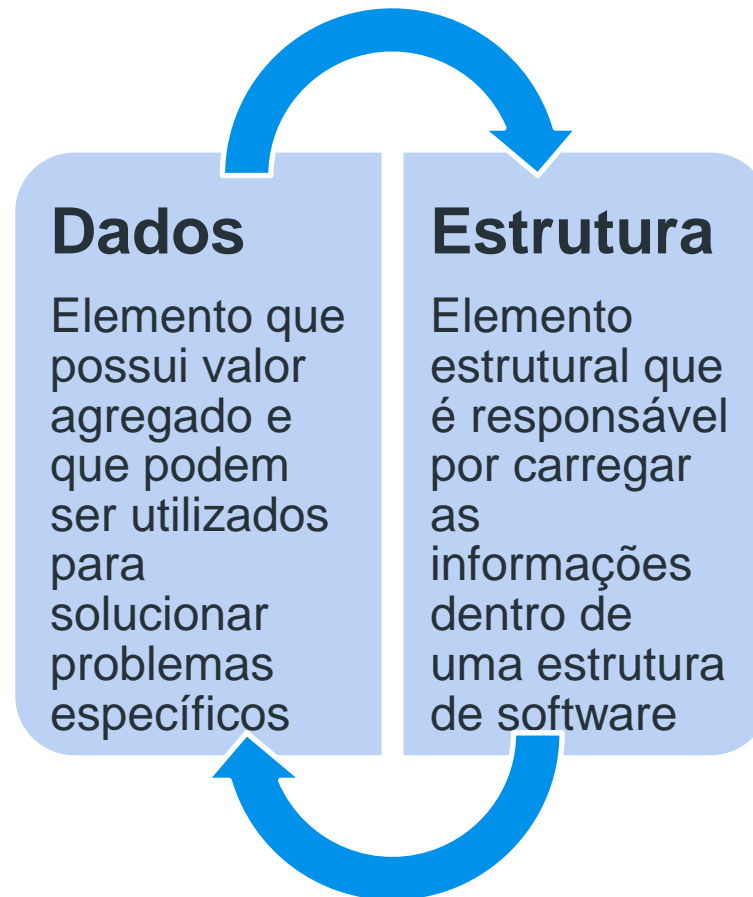 Dados
Elemento que
possui valor
agregado e
que podem
ser utilizados
para
solucionar
problemas
específicos
Estrutura
Elemento
estrutural que
é responsável
por carregar
as
informações
dentro de
uma estrutura
de software